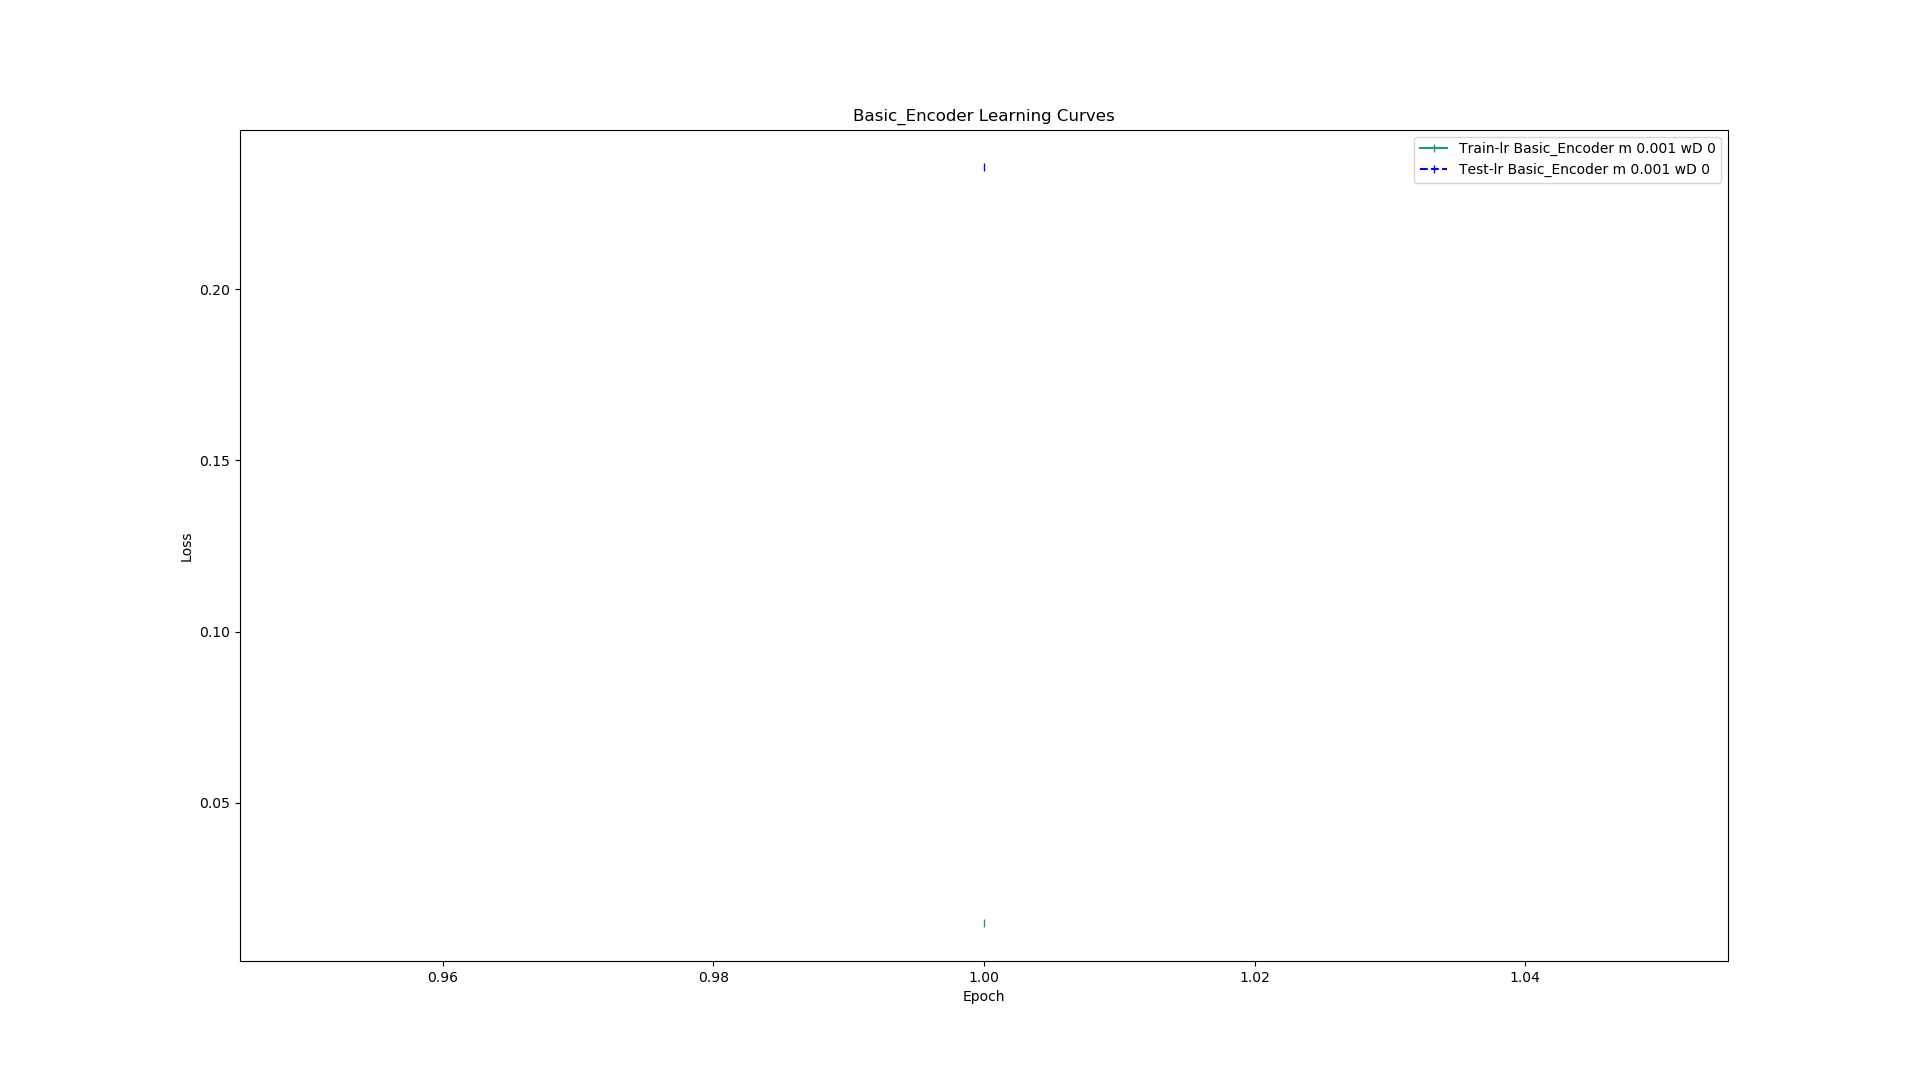 Basic_Encoder Learning Curves
Train-lr Basic_Encoder m 0.001 wD 0
Test-lr Basic_Encoder m 0.001 wD 0
0.20
0.15
0.10
0.05
Loss
0.96 0.98 1.00 1.02 1.04
Epoch